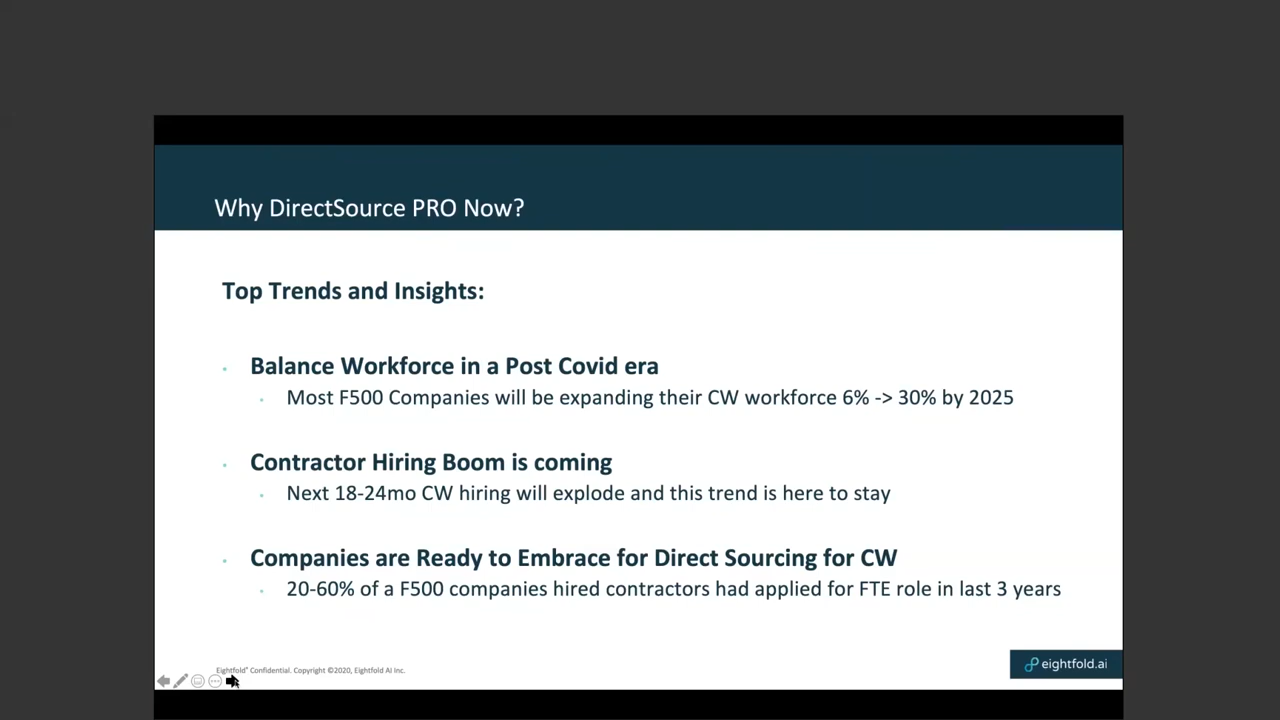 Why DirectSource PRO Now?
Top Trends and Insights:
Balance Workforce in a Post Covid era
Most F500 Companies will be expanding their CW workforce 6% -> 30% by 2025
Contractor Hiring Boom is coming
Next 18-24mo CW hiring will explode and this trend is here to stay
Companies are Ready to Embrace for Direct Sourcing for CW
20-60% of a F500 companies hired contractors had applied for FTE role in last 3 years
Eightfold® Confidential. Copyright ©2020, Eightfold AI Inc.
eightfold.ai